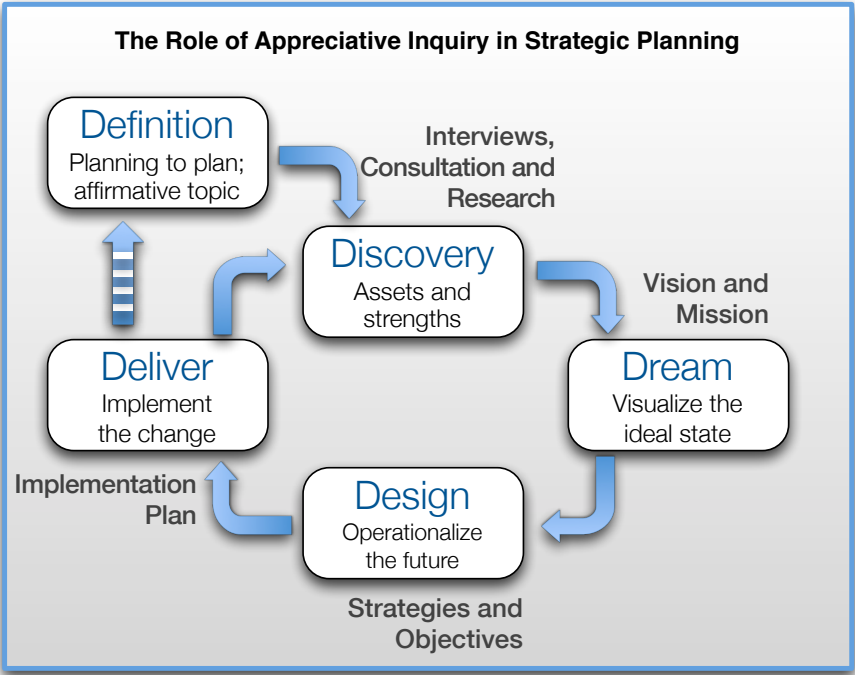 The Role of Appreciative Inquiry in Strategic Planning
Definition
Planning to plan;
affirmative topic
Interviews,
Consultation and
Research
Discovery
Assets and
strengths
Vision and
Mission
Deliver
Implement
the change
Dream
Visualize the
ideal state
Implementation
Plan
Design
Operationalize
the future
Strategies and
Objectives